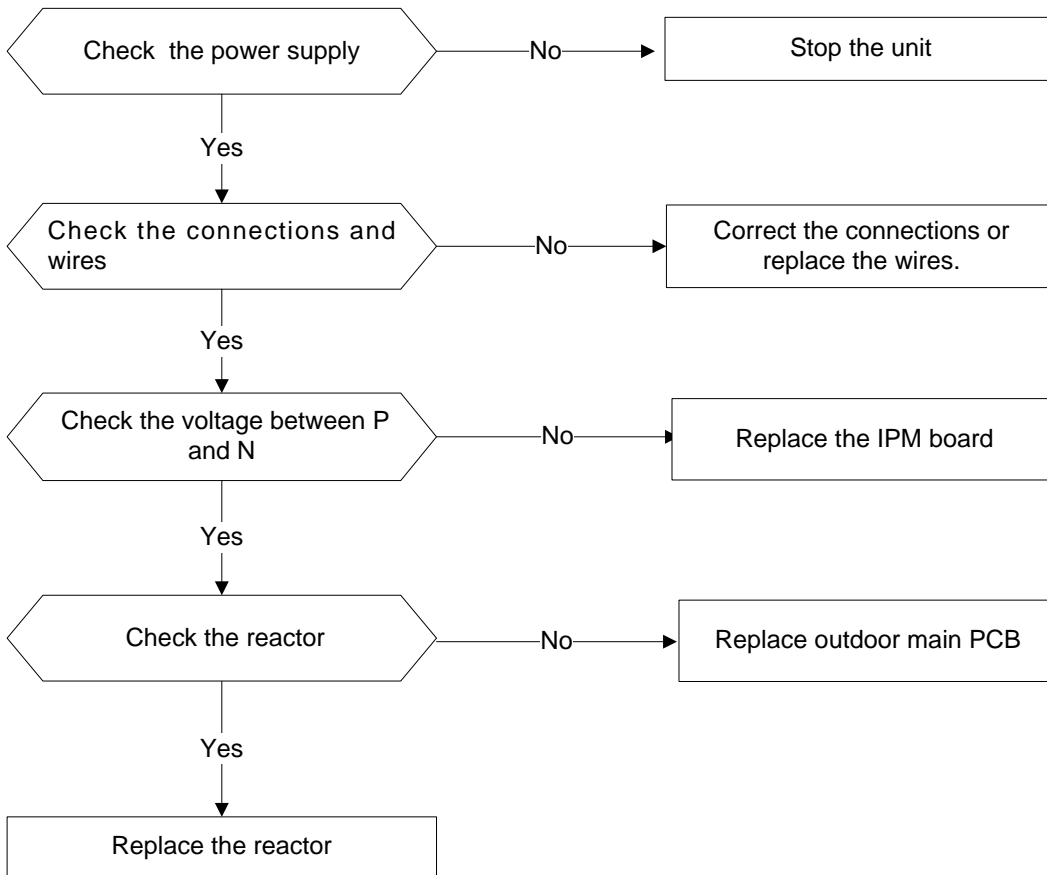 Check the power supply
No
Stop the unit
Yes
Check the connections and
wires
No
Correct the connections or
replace the wires.
Yes
Check the voltage between P
and N
No
Replace the IPM board
Yes
Check the reactor
No
Replace outdoor main PCB
Yes
Replace the reactor